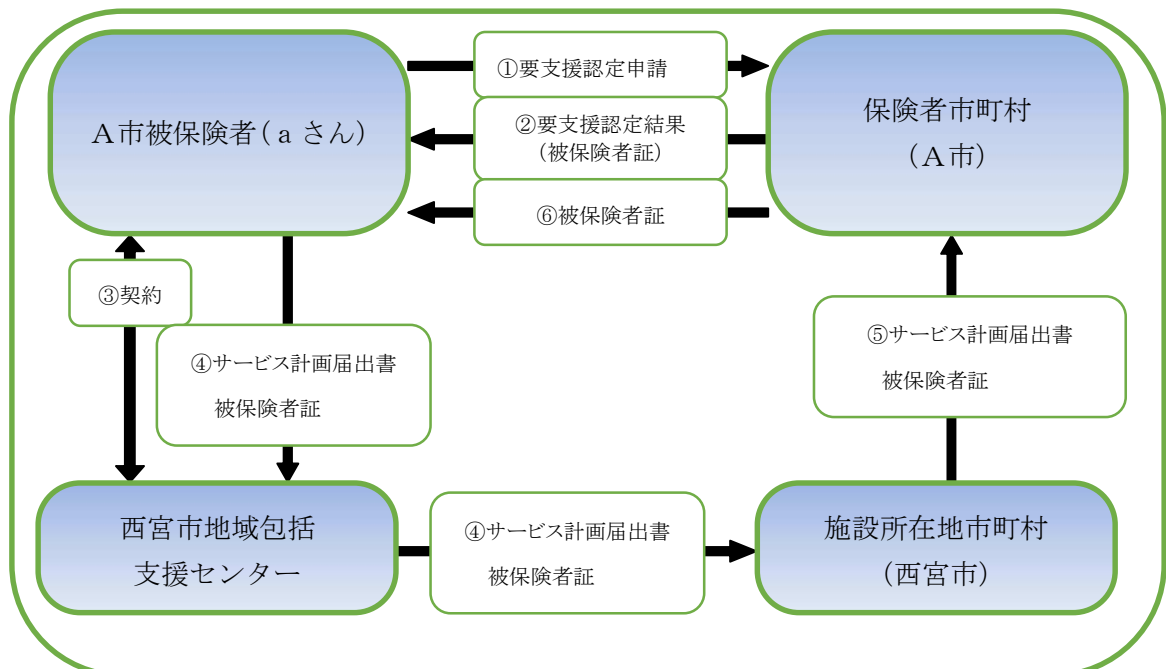 ①要支援認定申請
A市被保険者(aさん)
②要支援認定結果
(被保険者証)
保険者市町村
(A市)
⑥被保険者証
③契約
④サービス計画届出書
被保険者証
⑤サービス計画届出書
被保険者証
西宮市地域包括
支援センター
④サービス計画届出書
被保険者証
施設所在地市町村
(西宮市)